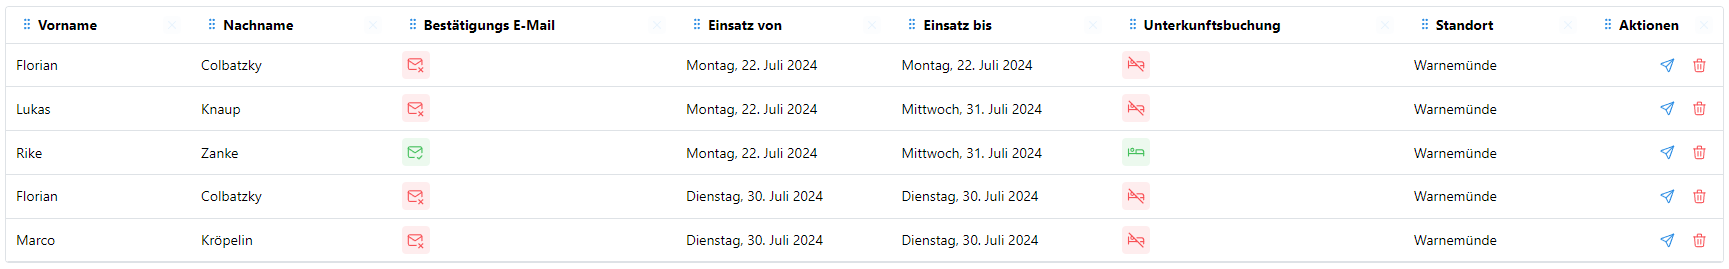 Vorname Nachname Bestätigungs E-Mail Einsatz von Einsatz bis Unterkunftsbuchung Standort Aktionen
Florian Colbatzky Montag, 22. Juli 2024 Montag, 22. Juli 2024 Warnemünde
Lukas Knaup Montag, 22. Juli 2024 Mittwoch, 31. Juli 2024 Warnemünde
Rike Zanke Montag, 22. Juli 2024 Mittwoch, 31. Juli 2024 Warnemünde
Florian Colbatzky Dienstag, 30. Juli 2024 Dienstag, 30. Juli 2024 Warnemünde
Marco Kröpelin Dienstag, 30. Juli 2024 Dienstag, 30. Juli 2024 Warnemünde